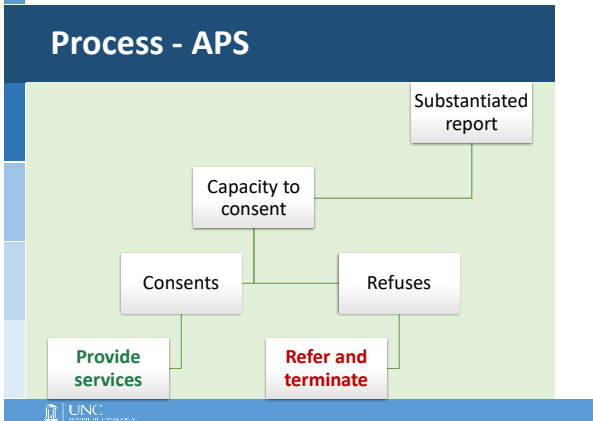 Process - APS
Substantiated
report
Capacity to
consent
Consents
Refuses
Provide
services
Refer and
terminate
UNC